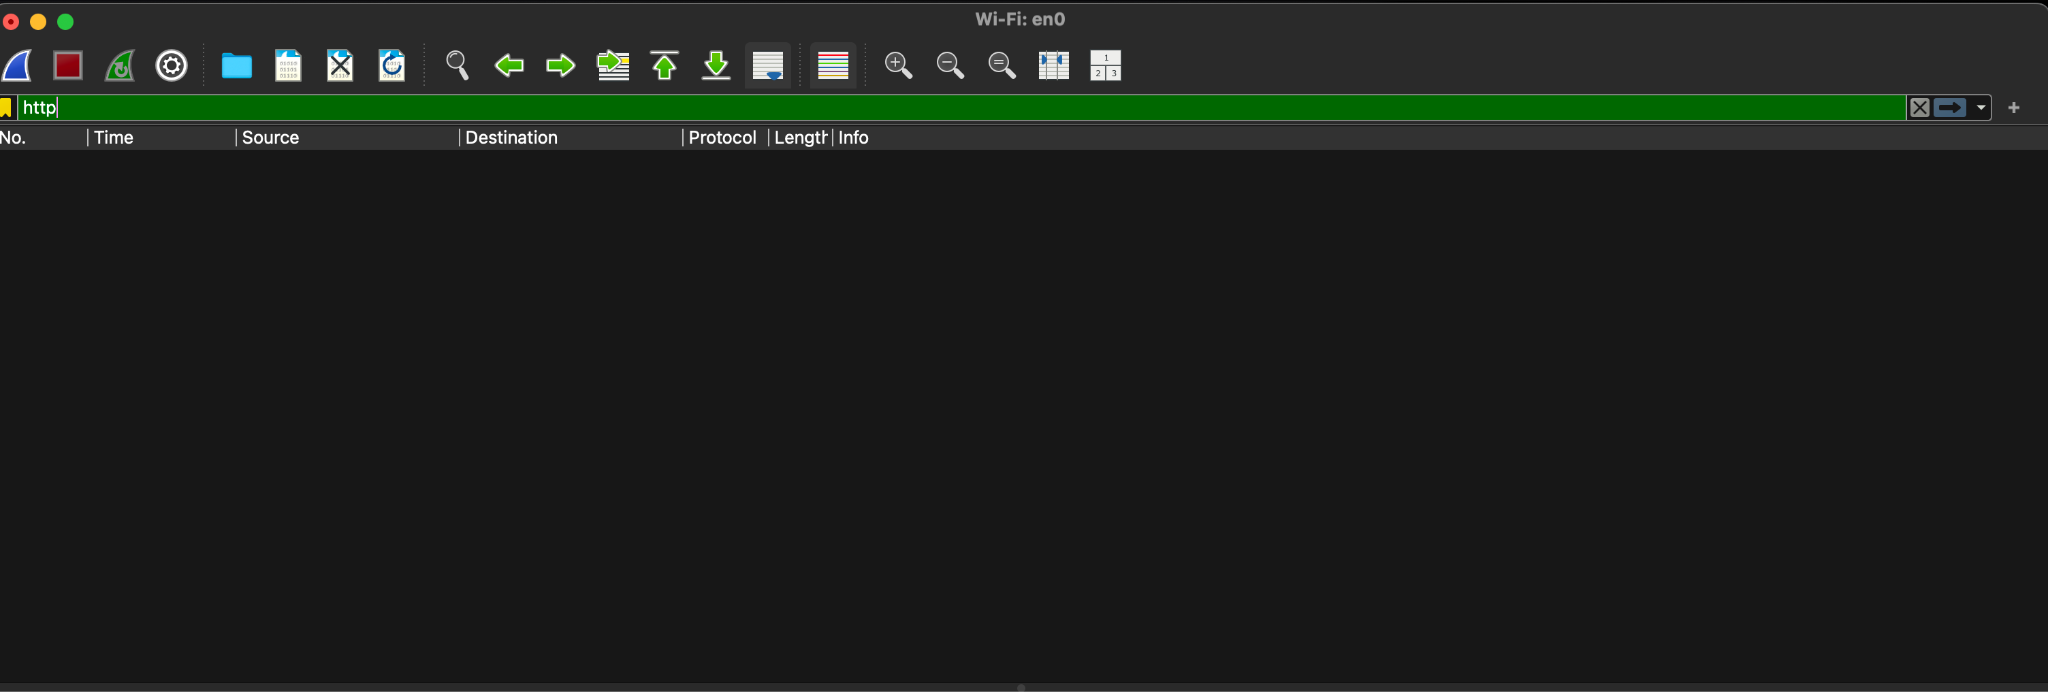 Wi-Fi: en0
http
No. Time Source Destination Protocol Length Info